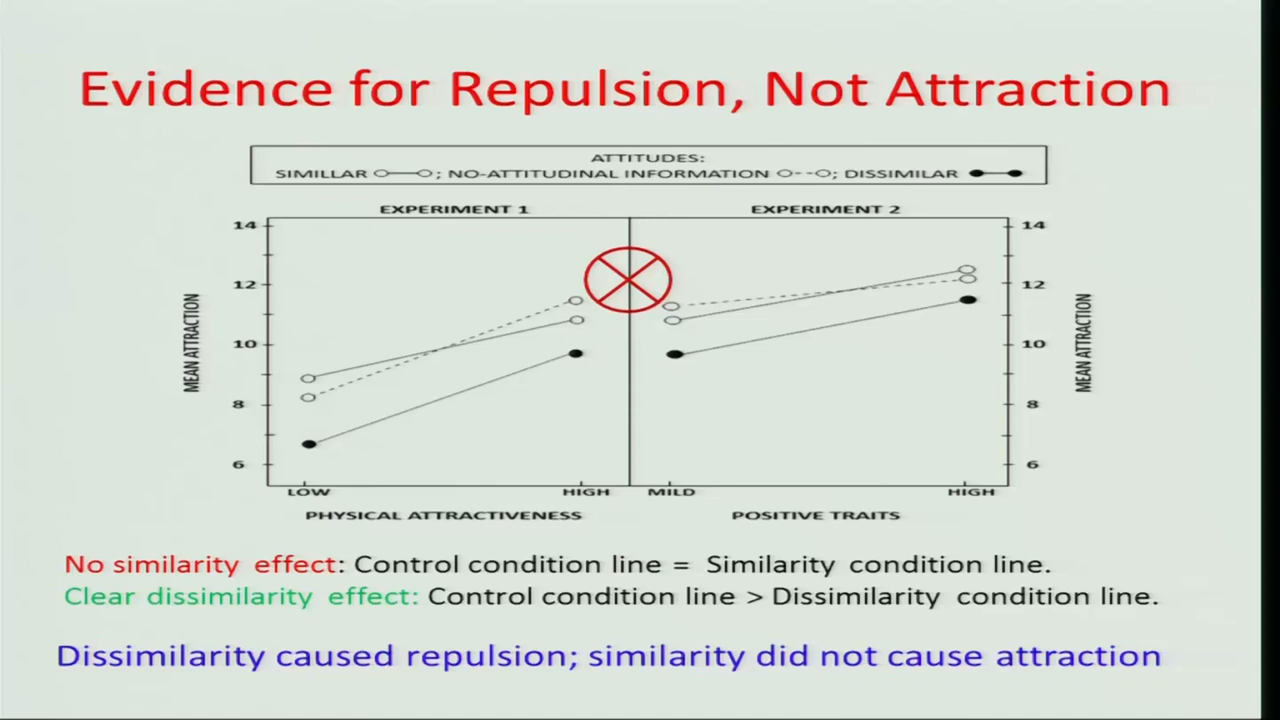 Evidence for Repulsion, Not Attraction
ATTITUDES:
SIMILLAR ; NO-ATTITUDINAL INFORMATION ; DISSIMILAR
EXPERIMENT 1 EXPERIMENT 2
14 14
12 12
10 10
8 8
6 6
MEAN ATTRACTION
MEAN ATTRACTION
LOW HIGH MILD HIGH
PHYSICAL ATTRACTIVENESS POSITIVE TRAITS
No similarity effect: Control condition line = Similarity condition line.
Clear dissimilarity effect: Control condition line > Dissimilarity condition line.
Dissimilarity caused repulsion; similarity did not cause attraction